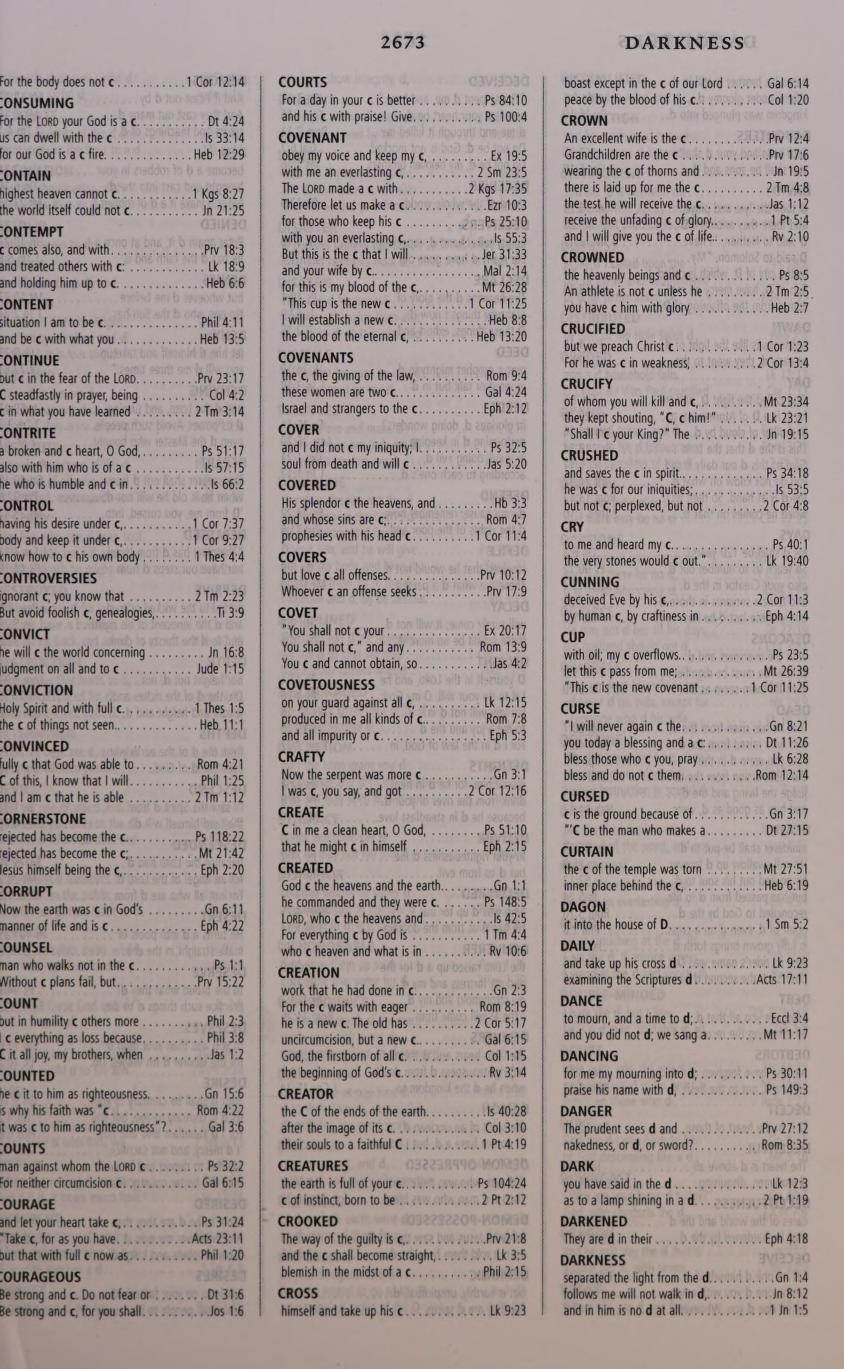 2673
DARKNESS
For the body does not c . . . . . . . . . . . 1 Cor 12:14
CONSUMING
For the LORD your God is a c. . . . . . . . . . . Dt 4:24
us can dwell with the c . . . . . . . . . . . . . . Is 33:14
for our God is a c fire. . . . . . . . . . . . . . Heb 12:29
CONTAIN
highest heaven cannot c. . . . . . . . . . . . 1 Kgs 8:27
the world itself could not c. . . . . . . . . . . Jn 21:25
CONTEMPT
c comes also, and with. . . . . . . . . . . . . . . Prv 18:3
and treated others with c: . . . . . . . . . . . . Lk 18:9
and holding him up to c. . . . . . . . . . . . . . Heb 6:6
CONTENT
situation I am to be c. . . . . . . . . . . . . . . Phil 4:11
and be c with what you . . . . . . . . . . . . . Heb 13:5
CONTINUE
but c in the fear of the LORD. . . . . . . . . . Prv 23:17
C steadfastly in prayer, being . . . . . . . . . . Col 4:2
c in what you have learned . . . . . . . . . 2 Tm 3:14
CONTRITE
a broken and c heart, O God, . . . . . . . . . Ps 51:17
also with him who is of a c . . . . . . . . . . . Is 57:15
he who is humble and c in. . . . . . . . . . . . . Is 66:2
CONTROL
having his desire under c, . . . . . . . . . . . 1 Cor 7:37
body and keep it under c, . . . . . . . . . . . 1 Cor 9:27
know how to c his own body . . . . . . . . 1 Thes 4:4
CONTROVERSIES
ignorant c; you know that . . . . . . . . . . 2 Tm 2:23
But avoid foolish c, genealogies, . . . . . . . . . . Ti 3:9
CONVICT
he will c the world concerning . . . . . . . . . Jn 16:8
judgment on all and to c . . . . . . . . . . . Jude 1:15
CONVICTION
Holy Spirit and with full c. . . . . . . . . . . . 1 Thes 1:5
the c of things not seen.. . . . . . . . . . . . . Heb 11:1
CONVINCED
fully c that God was able to . . . . . . . . . Rom 4:21
C of this, I know that I will . . . . . . . . . . . Phil 1:25
and I am c that he is able . . . . . . . . . . 2 Tm 1:12
CORNERSTONE
rejected has become the c. . . . . . . . . . . Ps 118:22
rejected has become the c; . . . . . . . . . . . Mt 21:42
Jesus himself being the c, . . . . . . . . . . . . Eph 2:20
CORRUPT
Now the earth was c in God's . . . . . . . . . Gn 6:11
manner of life and is c. . . . . . . . . . . . . . Eph 4:22
COUNSEL
man who walks not in the c . . . . . . . . . . . Ps 1:1
Without c plans fail, but. . . . . . . . . . . . . Prv 15:22
COUNT
but in humility c others more . . . . . . . . . . Phil 2:3
I c everything as loss because. . . . . . . . . . Phil 3:8
C it all joy, my brothers, when . . . . . . . . . . Jas 1:2
COUNTED
he c it to him as righteousness. . . . . . . . . Gn 15:6
is why his faith was "c. . . . . . . . . . . . . Rom 4:22
it was c to him as righteousness"? . . . . . . Gal 3:6
COUNTS
man against whom the LORD c . . . . . . . . . Ps 32:2
For neither circumcision c. . . . . . . . . . . . Gal 6:15
COURAGE
and let your heart take c, . . . . . . . . . . . . Ps 31:24
"Take c, for as you have. . . . . . . . . . . . Acts 23:11
but that with full c now as. . . . . . . . . . . Phil 1:20
COURAGEOUS
Be strong and c. Do not fear or . . . . . . . . Dt 31:6
Be strong and c, for you shall. . . . . . . . . . Jos 1:6
COURTS
For a day in your c is better . . . . . . . . . . Ps 84:10
and his c with praise! Give. . . . . . . . . . . Ps 100:4
COVENANT
obey my voice and keep my c, . . . . . . . . . Ex 19:5
with me an everlasting c, . . . . . . . . . . . 2 Sm 23:5
The LORD made a c with . . . . . . . . . . 2 Kgs 17:35
Therefore let us make a c. . . . . . . . . . . . . Ezr 10:3
for those who keep his c . . . . . . . . . . . Ps 25:10
with you an everlasting c, . . . . . . . . . . . . . Is 55:3
But this is the c that I will . . . . . . . . . . . Jer 31:33
and your wife by c. . . . . . . . . . . . . . . . Mal 2:14
for this is my blood of the c, . . . . . . . . . Mt 26:28
"This cup is the new c . . . . . . . . . . . . 1 Cor 11:25
I will establish a new c. . . . . . . . . . . . . . Heb 8:8
the blood of the eternal c, . . . . . . . . . Heb 13:20
COVENANTS
the c, the giving of the law, . . . . . . . . . . Rom 9:4
these women are two c. . . . . . . . . . . . . Gal 4:24
Israel and strangers to the c. . . . . . . . . . Eph 2:12
COVER
and I did not c my iniquity; I. . . . . . . . . . . Ps 32:5
soul from death and will c . . . . . . . . . . . . Jas 5:20
COVERED
His splendor c the heavens, and . . . . . . . . . Hb 3:3
and whose sins are c; . . . . . . . . . . . . . . Rom 4:7
prophesies with his head c . . . . . . . . . . 1 Cor 11:4
COVERS
but love c all offenses. . . . . . . . . . . . . . . Prv 10:12
Whoever c an offense seeks . . . . . . . . . . Prv 17:9
COVET
"You shall not c your . . . . . . . . . . . . . . . Ex 20:17
You shall not c," and any. . . . . . . . . . . Rom 13:9
You c and cannot obtain, so . . . . . . . . . . . Jas 4:2
COVETOUSNESS
on your guard against all c, . . . . . . . . . . Lk 12:15
produced in me all kinds of c.. . . . . . . . . Rom 7:8
and all impurity or c. . . . . . . . . . . . . . . . Eph 5:3
CRAFTY
Now the serpent was more c . . . . . . . . . . . Gn 3:1
I was c, you say, and got . . . . . . . . . . 2 Cor 12:16
CREATE
C in me a clean heart, O God, . . . . . . . . Ps 51:10
that he might c in himself . . . . . . . . . . . Eph 2:15
CREATED
God c the heavens and the earth.. . . . . . . . Gn 1:1
he commanded and they were c. . . . . . . Ps 148:5
LORD, who c the heavens and . . . . . . . . . . . Is 42:5
For everything c by God is . . . . . . . . . . . 1 Tm 4:4
who c heaven and what is in . . . . . . . . . Rv 10:6
CREATION
work that he had done in c. . . . . . . . . . . . . Gn 2:3
For the c waits with eager . . . . . . . . . . Rom 8:19
he is a new c. The old has . . . . . . . . . . 2 Cor 5:17
uncircumcision, but a new c.. . . . . . . . . . Gal 6:15
God, the firstborn of all c. . . . . . . . . . . . Col 1:15
the beginning of God's c. . . . . . . . . . . . . Rv 3:14
CREATOR
the C of the ends of the earth. . . . . . . . . . Is 40:28
after the image of its c. . . . . . . . . . . . . . Col 3:10
their souls to a faithful C . . . . . . . . . . . 1 Pt 4:19
CREATURES
the earth is full of your c. . . . . . . . . . . . Ps 104:24
c of instinct, born to be . . . . . . . . . . . . . 2 Pt 2:12
CROOKED
The way of the guilty is c, . . . . . . . . . . . . Prv 21:8
and the c shall become straight, . . . . . . . . . Lk 3:5
blemish in the midst of a c. . . . . . . . . . . Phil 2:15
CROSS
himself and take up his c . . . . . . . . . . . . . Lk 9:23
boast except in the c of our Lord . . . . . . Gal 6:14
peace by the blood of his c. . . . . . . . . . . Col 1:20
CROWN
An excellent wife is the c . . . . . . . . . . . . Prv 12:4
Grandchildren are the c . . . . . . . . . . . . . Prv 17:6
wearing the c of thorns and . . . . . . . . . . . Jn 19:5
there is laid up for me the c. . . . . . . . . . 2 Tm 4:8
the test he will receive the c. . . . . . . . . . . Jas 1:12
receive the unfading c of glory.. . . . . . . . . 1 Pt 5:4
and I will give you the c of life.. . . . . . . . . Rv 2:10
CROWNED
the heavenly beings and c . . . . . . . . . . . . Ps 8:5
An athlete is not c unless he . . . . . . . . . 2 Tm 2:5
you have c him with glory . . . . . . . . . . . Heb 2:7
CRUCIFIED
but we preach Christ c . . . . . . . . . . . . 1 Cor 1:23
For he was c in weakness, . . . . . . . . . . 2 Cor 13:4
CRUCIFY
of whom you will kill and c, . . . . . . . . . . Mt 23:34
they kept shouting, "C, c him!" . . . . . . . Lk 23:21
"Shall I c your King?" The . . . . . . . . . . . Jn 19:15
CRUSHED
and saves the c in spirit.. . . . . . . . . . . . . Ps 34:18
he was c for our iniquities; . . . . . . . . . . . . . Is 53:5
but not c; perplexed, but not . . . . . . . . . 2 Cor 4:8
CRY
to me and heard my c. . . . . . . . . . . . . . . . Ps 40:1
the very stones would c out.". . . . . . . . . Lk 19:40
CUNNING
deceived Eve by his c, . . . . . . . . . . . . . . 2 Cor 11:3
by human c, by craftiness in . . . . . . . . . . Eph 4:14
CUP
with oil; my c overflows.. . . . . . . . . . . . . . Ps 23:5
let this c pass from me; . . . . . . . . . . . . . Mt 26:39
"This c is the new covenant . . . . . . . . 1 Cor 11:25
CURSE
"I will never again c the. . . . . . . . . . . . . . Gn 8:21
you today a blessing and a c: . . . . . . . . . Dt 11:26
bless those who c you, pray . . . . . . . . . . . Lk 6:28
bless and do not c them. . . . . . . . . . . . Rom 12:14
CURSED
c is the ground because of . . . . . . . . . . . . Gn 3:17
"'C be the man who makes a. . . . . . . . . Dt 27:15
CURTAIN
the c of the temple was torn . . . . . . . . . Mt 27:51
inner place behind the c, . . . . . . . . . . . . Heb 6:19
DAGON
it into the house of D. . . . . . . . . . . . . . . . 1 Sm 5:2
DAILY
and take up his cross d . . . . . . . . . . . . . . Lk 9:23
examining the Scriptures d . . . . . . . . . . Acts 17:11
DANCE
to mourn, and a time to d; . . . . . . . . . . . . Eccl 3:4
and you did not d; we sang a. . . . . . . . . Mt 11:17
DANCING
for me my mourning into d; . . . . . . . . . . Ps 30:11
praise his name with d, . . . . . . . . . . . . . Ps 149:3
DANGER
The prudent sees d and . . . . . . . . . . . . . Prv 27:12
nakedness, or d, or sword? . . . . . . . . . . . Rom 8:35
DARK
you have said in the d . . . . . . . . . . . . . . . Lk 12:3
as to a lamp shining in a d. . . . . . . . . . . 2 Pt 1:19
DARKENED
They are d in their . . . . . . . . . . . . . . . . . Eph 4:18
DARKNESS
separated the light from the d. . . . . . . . . . . Gn 1:4
follows me will not walk in d, . . . . . . . . . . Jn 8:12
and in him is no d at all. . . . . . . . . . . . . . 1 Jn 1:5